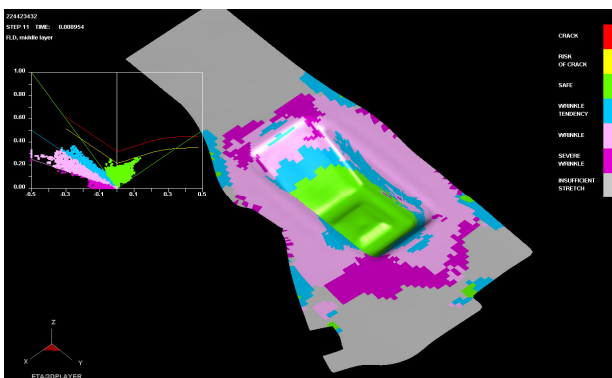 224423432
STEP 11 TIME: 0.008954
FLD, middle layer
1.00
0.80
0.60
0.40
0.20
0.00
-0.5 -0.3 -0.1 0.1 0.3 0.5
CRACK
RISK
OF CRACK
SAFE
WRINKLE
TENDENCY
WRINKLE
SEVERE
WRINKLE
INSUFFICIENT
STRETCH
Z
X Y